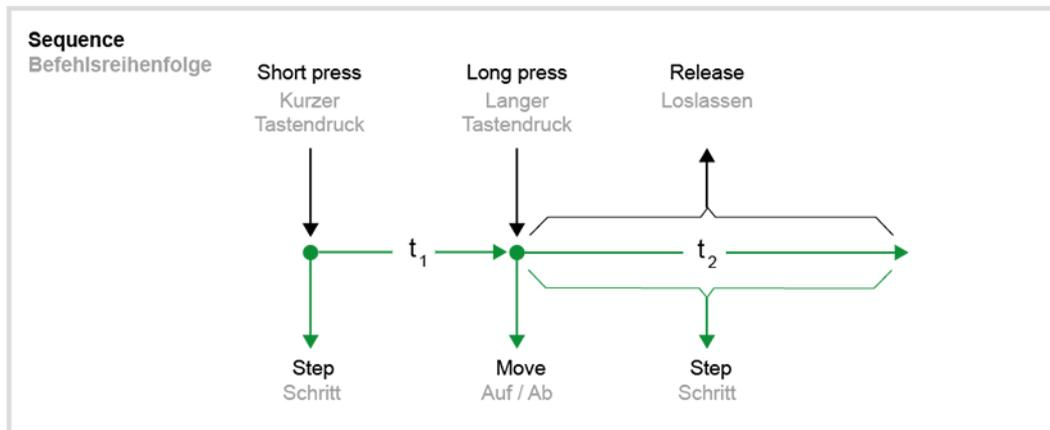 Sequence
Befehlsreihenfolge
Short press
Kurzer
Tastendruck
Long press
Langer
Tastendruck
Release
Loslassen
t1
t2
Step
Schritt
Move
Auf / Ab
Step
Schritt